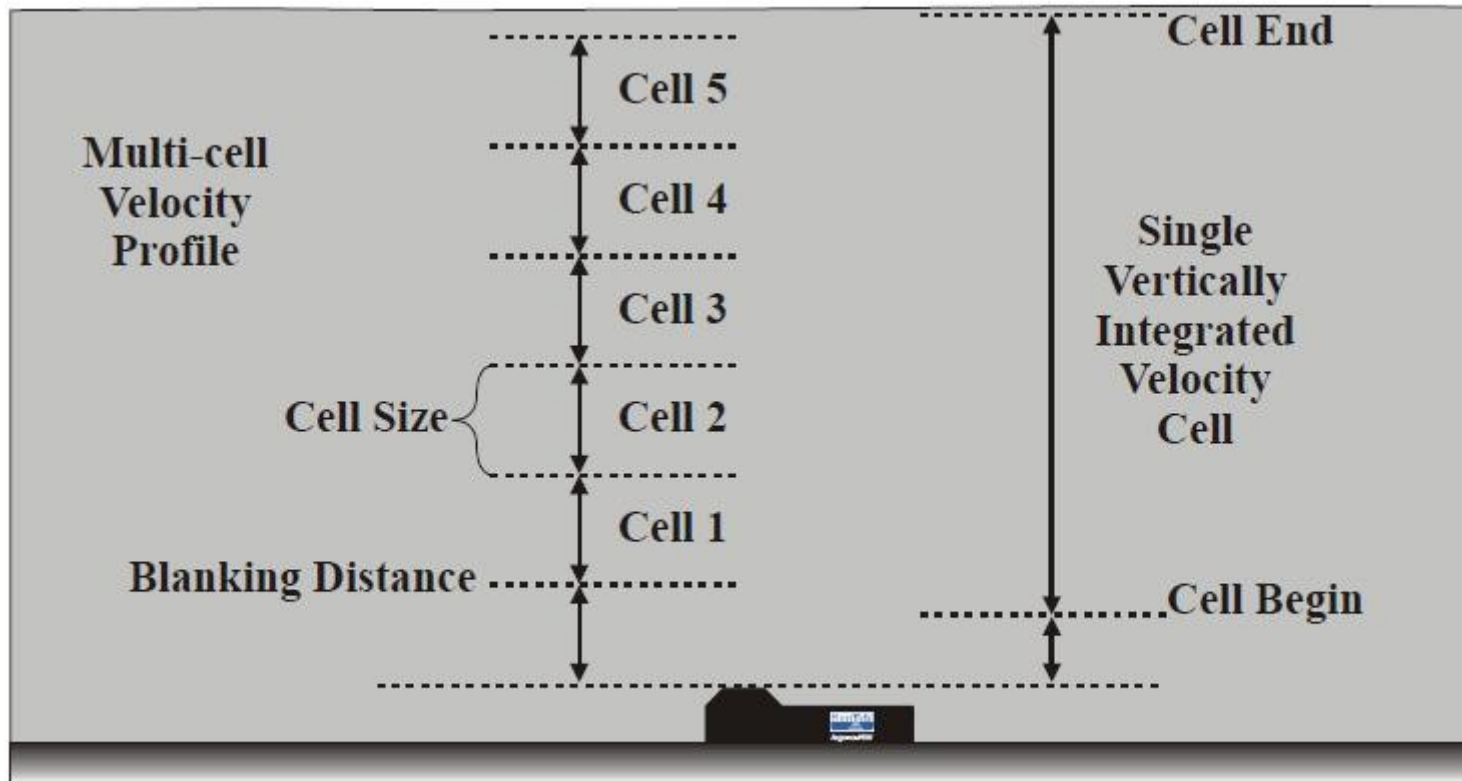 Cell End
Cell 5
Multi-cell
Velocity
Profile
Cell 4
Single
Vertically
Integrated
Velocity
Cell
Cell 3
Cell Size
Cell 2
Cell 1
Blanking Distance
Cell Begin